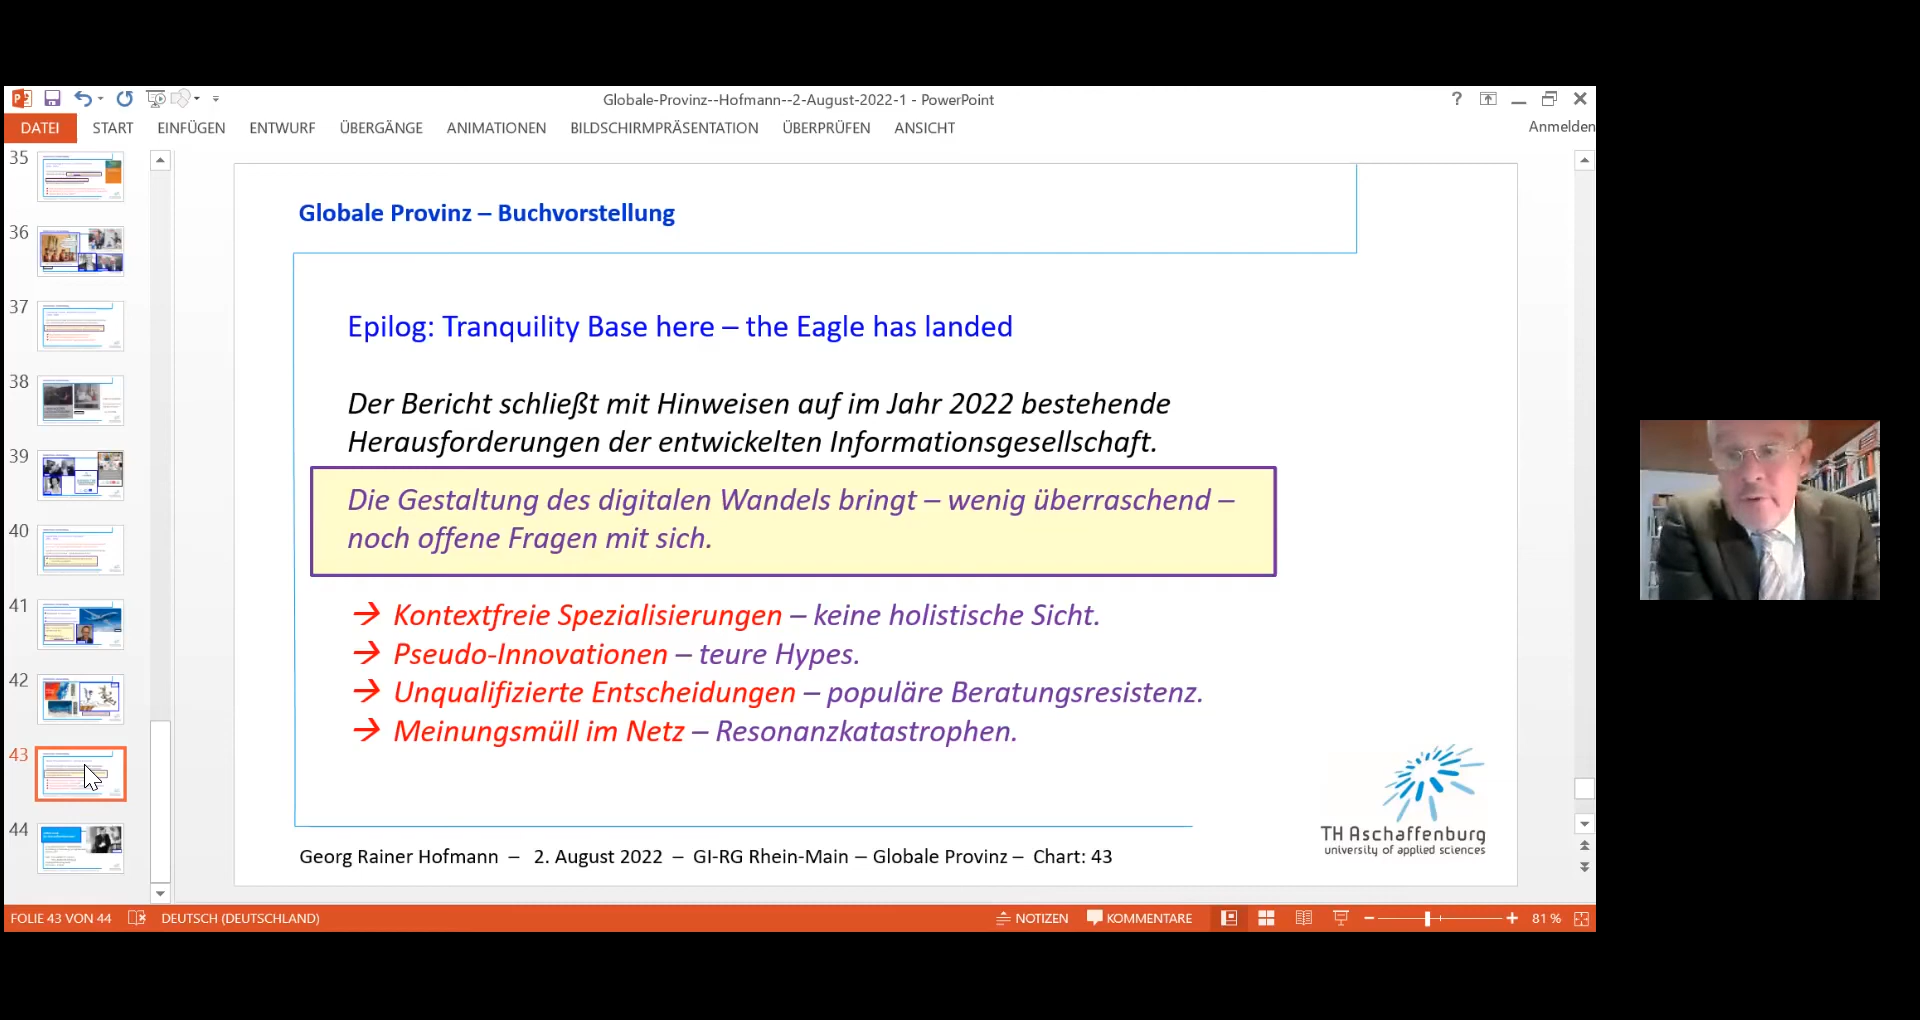 Globale-Provinz--Hofmann--2-August-2022-1 - PowerPoint
?
DATEI START EINFÜGEN ENTWURF ÜBERGÄNGE ANIMATIONEN BILDSCHIRMPRÄSENTATION ÜBERPRÜFEN ANSICHT Anmelden
35
36
37
38
39
40
41
42
43
44
Globale Provinz – Buchvorstellung
Epilog: Tranquility Base here – the Eagle has landed
Der Bericht schließt mit Hinweisen auf im Jahr 2022 bestehende
Herausforderungen der entwickelten Informationsgesellschaft.
Die Gestaltung des digitalen Wandels bringt – wenig überraschend –
noch offene Fragen mit sich.
→ Kontextfreie Spezialisierungen – keine holistische Sicht.
→ Pseudo-Innovationen – teure Hypes.
→ Unqualifizierte Entscheidungen – populäre Beratungsresistenz.
→ Meinungsmüll im Netz – Resonanzkatastrophen.
TH Aschaffenburg
university of applied sciences
Georg Rainer Hofmann – 2. August 2022 – GI-RG Rhein-Main – Globale Provinz – Chart: 43
FOLIE 43 VON 44 DEUTSCH (DEUTSCHLAND) NOTIZEN KOMMENTARE 81 %